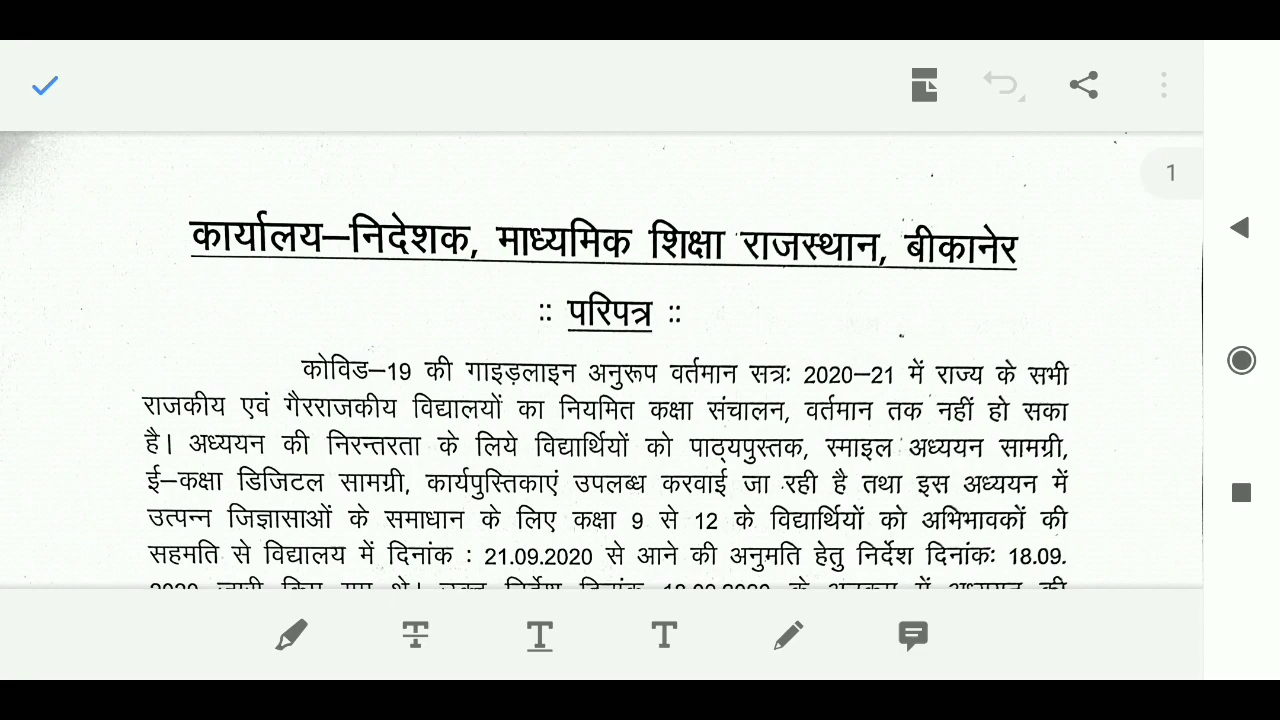 1
कार्यालय–निदेशक, माध्यमिक शिक्षा राजस्थान, बीकानेर
:: परिपत्र ::
कोविड–19 की गाइड़लाइन अनुरूप वर्तमान सत्रः 2020–21 में राज्य के सभी
राजकीय एवं गैरराजकीय विद्यालयों का नियमित कक्षा संचालन, वर्तमान तक नहीं हो सका
है। अध्ययन की निरन्तरता के लिये विद्यार्थियों को पाठ्यपुस्तक, स्माइल अध्ययन सामग्री,
ई–कक्षा डिजिटल सामग्री, कार्यपुस्तिकाएं उपलब्ध करवाई जा रही है तथा इस अध्ययन में
उत्पन्न जिज्ञासाओं के समाधान के लिए कक्षा 9 से 12 के विद्यार्थियों को अभिभावकों की
सहमति से विद्यालय में दिनांक : 21.09.2020 से आने की अनुमति हेतु निर्देश दिनांकः 18.09.